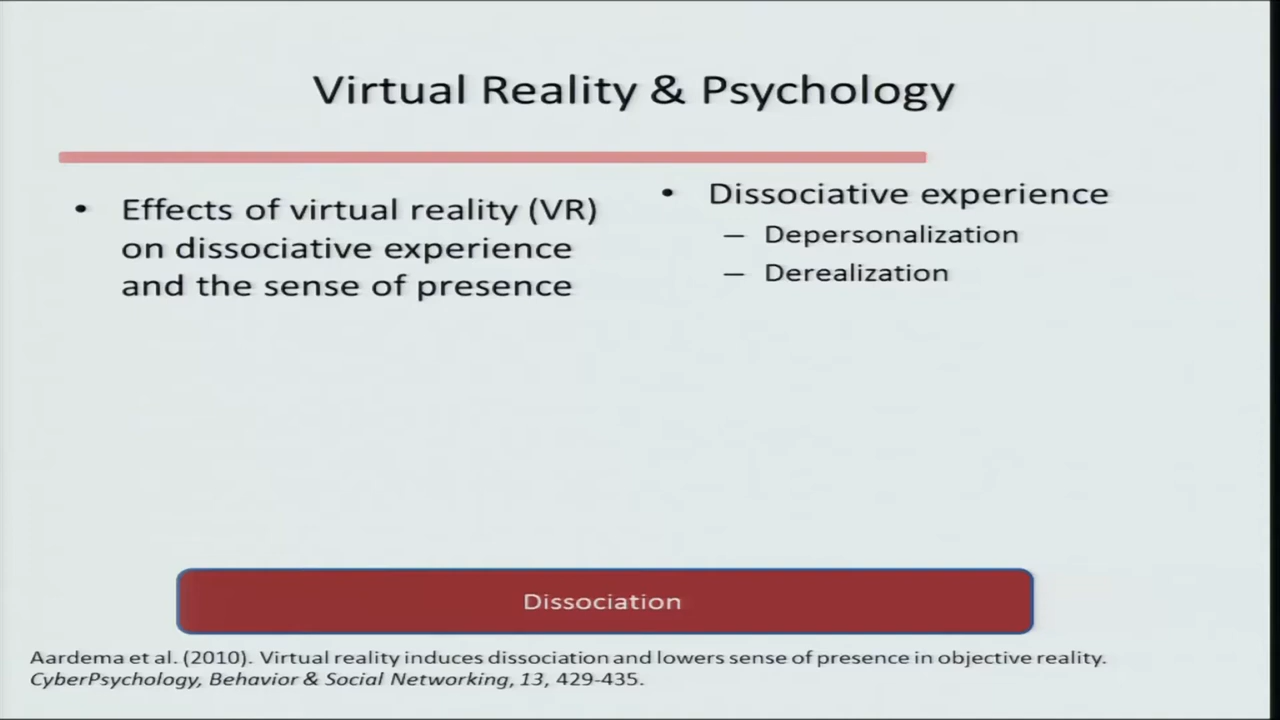 Virtual Reality & Psychology
• Effects of virtual reality (VR)
on dissociative experience
and the sense of presence
• Dissociative experience
– Depersonalization
– Derealization
Dissociation
Aardema et al. (2010). Virtual reality induces dissociation and lowers sense of presence in objective reality.
CyberPsychology, Behavior & Social Networking, 13, 429-435.